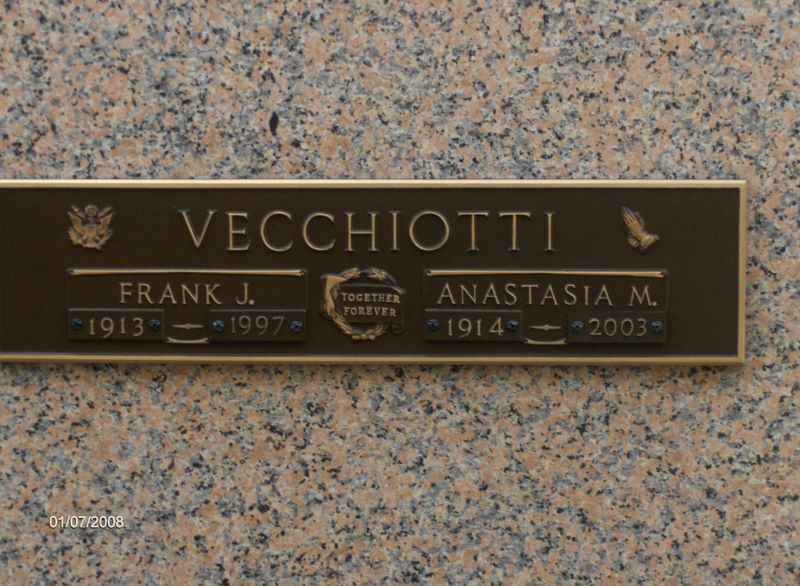 VECCHIOTTI
FRANK J.
1913 1997
TOGETHER
FOREVER
ANASTASIA M.
1914 2003
01/07/2008